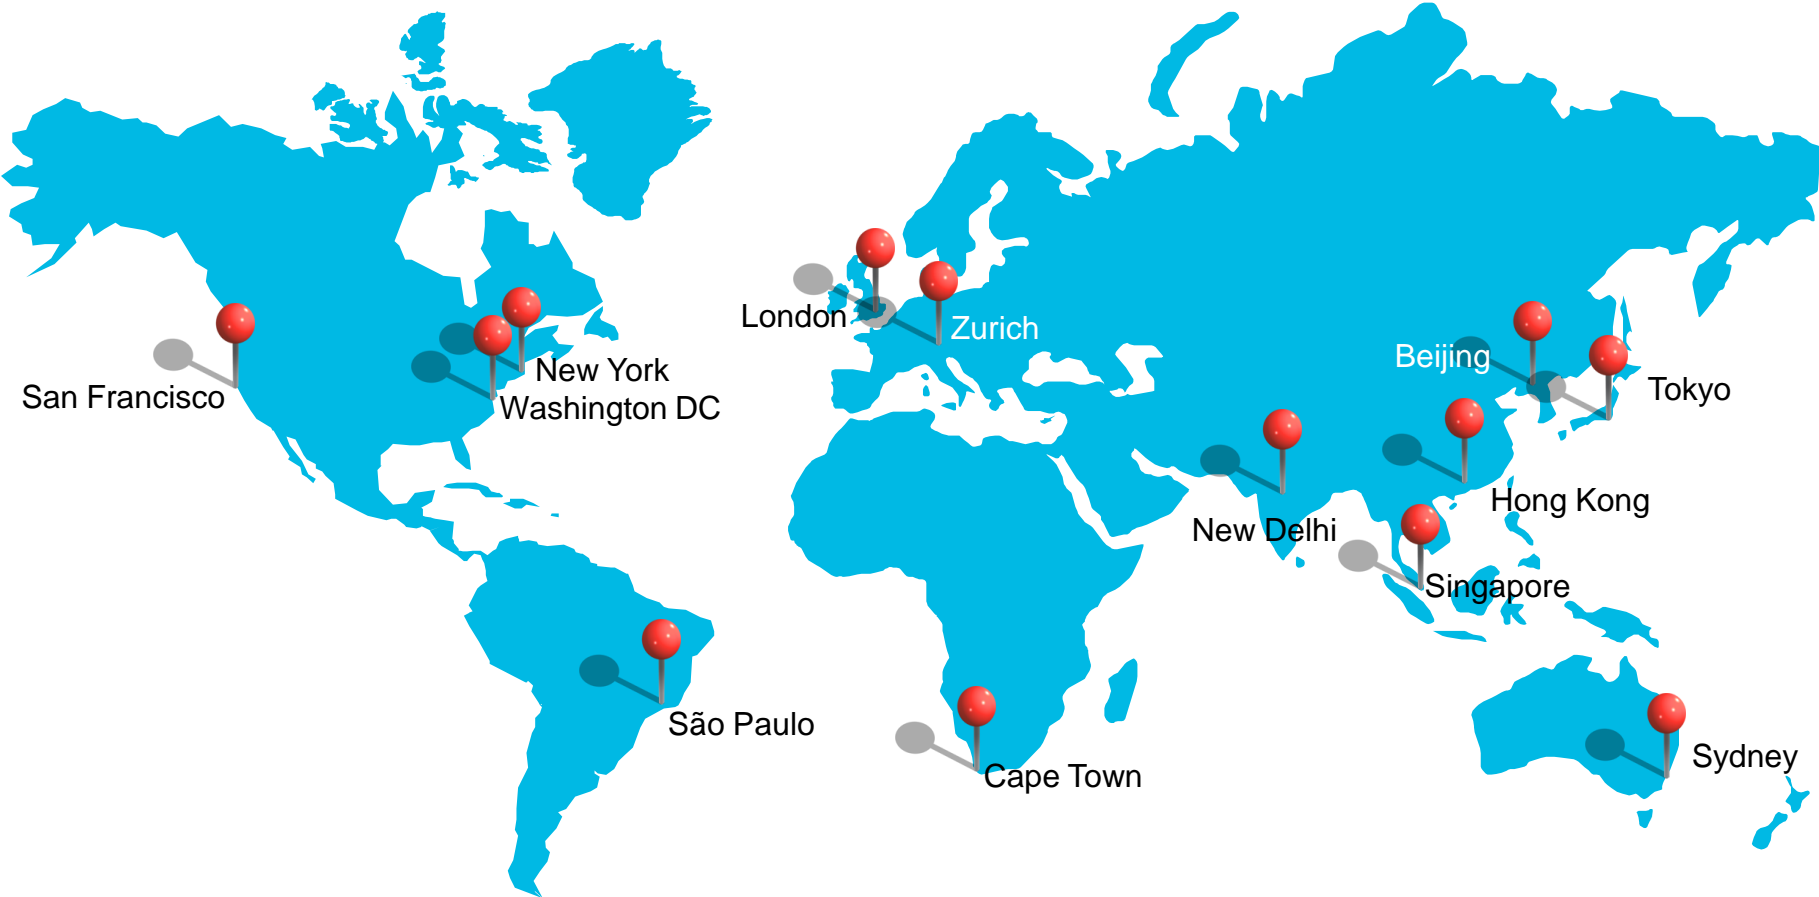 London
Zurich
Beijing
New York
San Francisco
Tokyo
Washington DC
Hong Kong
New Delhi
Singapore
São Paulo
Sydney
Cape Town